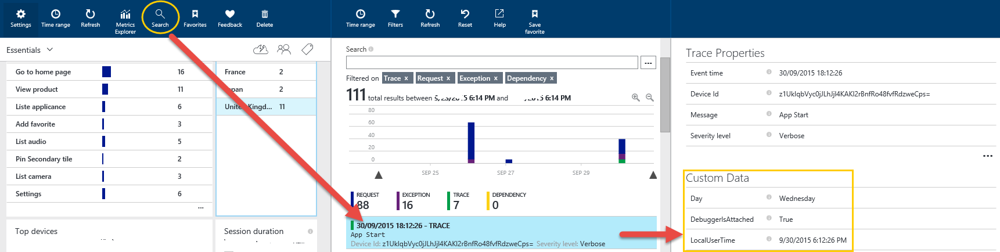 Settings
Time range
Refresh
Metrics Explorer
Search
Favorites
Feedback
Delete
Time range
Filters
Refresh
Reset
Help
Save favorite
Essentials
Go to home page 16
View product 11
Liste applicance 6
Add favorite 3
List audio 5
Pin Secondary tile 2
List camera 3
Settings 6
...
Top devices
France 2
pan 2
United Kingd... 11
Session duration
Search
...
Filtered on Trace x Request x Exception x Dependency x
111 total results between 6:14 PM and 6:14 PM
80
60
40
20
0
SEP 25
SEP 27
SEP 29
REQUEST
88
EXCEPTION
16
TRACE
7
DEPENDENCY
0
30/09/2015 18:12:26 - TRACE
App Start
Device Id: z1UklqbVyc0jJLhJjl4KAKl2rBnfRo48fvfRdzweCps= Severity level: Verbose
Trace Properties
Event time 30/09/2015 18:12:26
Device Id z1UklqbVyc0jJLhJjl4KAKl2rBnfRo48fvfRdzweCps=
Message App Start
Severity level Verbose
...
Custom Data
Day Wednesday
DebuggerIsAttached True
LocalUserTime 9/30/2015 6:12:26 PM